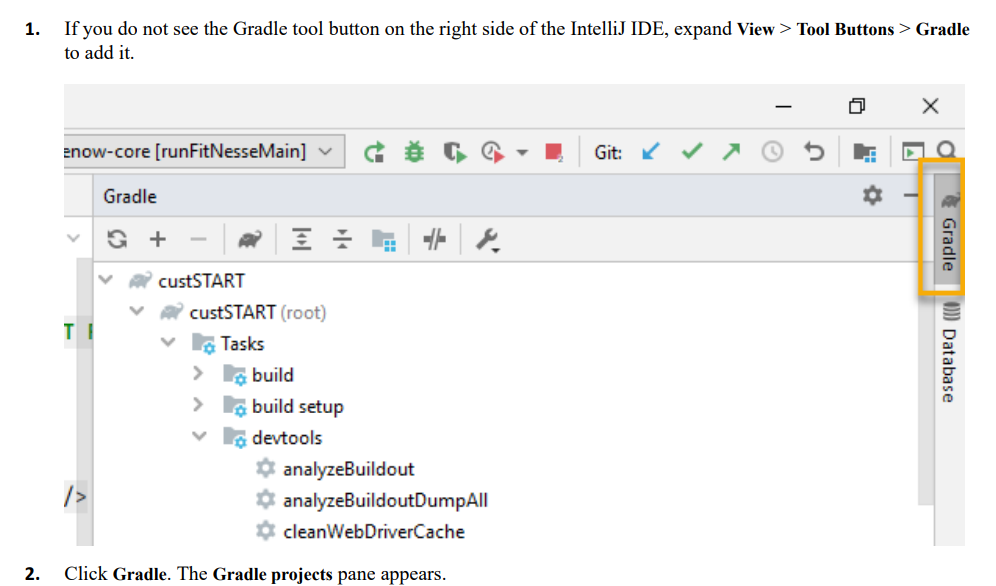 1. If you do not see the Gradle tool button on the right side of the IntelliJ IDE, expand View > Tool Buttons > Gradle
to add it.
enow-core [runFitNesseMain]
Git:
Gradle
Gradle
custSTART
custSTART (root)
T
Tasks
Database
build
build setup
devtools
analyzeBuildout
/>
analyzeBuildoutDumpAll
cleanWebDriverCache
2. Click Gradle. The Gradle projects pane appears.